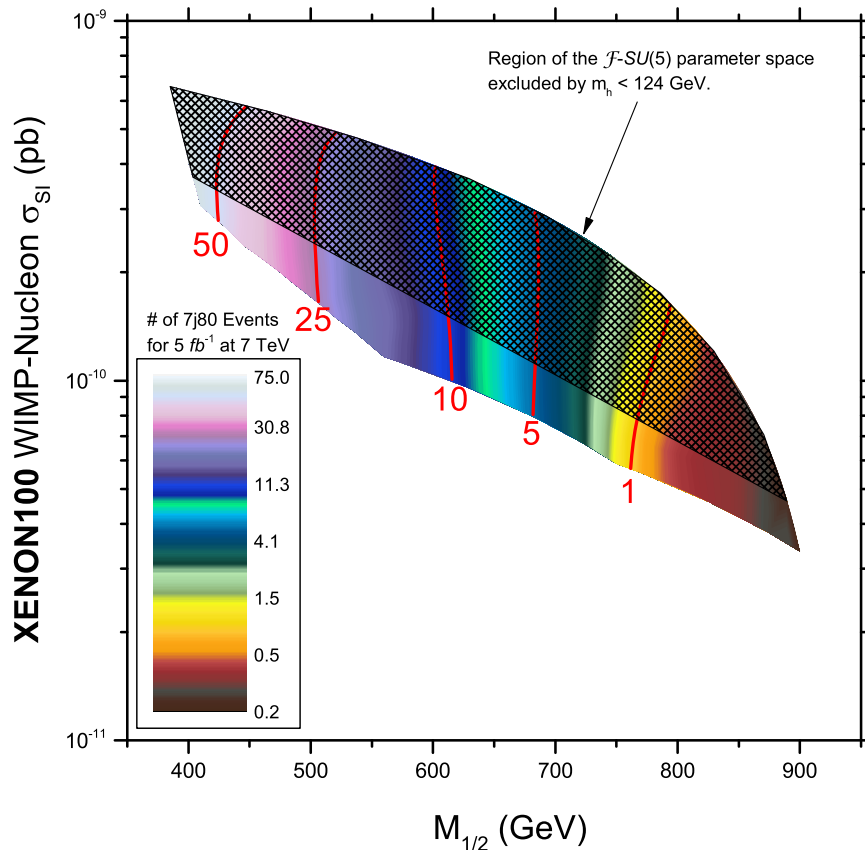 10⁻⁹
Region of the ℱ-SU(5) parameter space
excluded by mₕ < 124 GeV.
XENON100 WIMP-Nucleon σSI (pb)
50
25
10
5
1
# of 7j80 Events
for 5 fb⁻¹ at 7 TeV
75.0
30.8
11.3
4.1
1.5
0.5
0.2
10⁻¹⁰
10⁻¹¹
400 500 600 700 800 900
M1/2 (GeV)